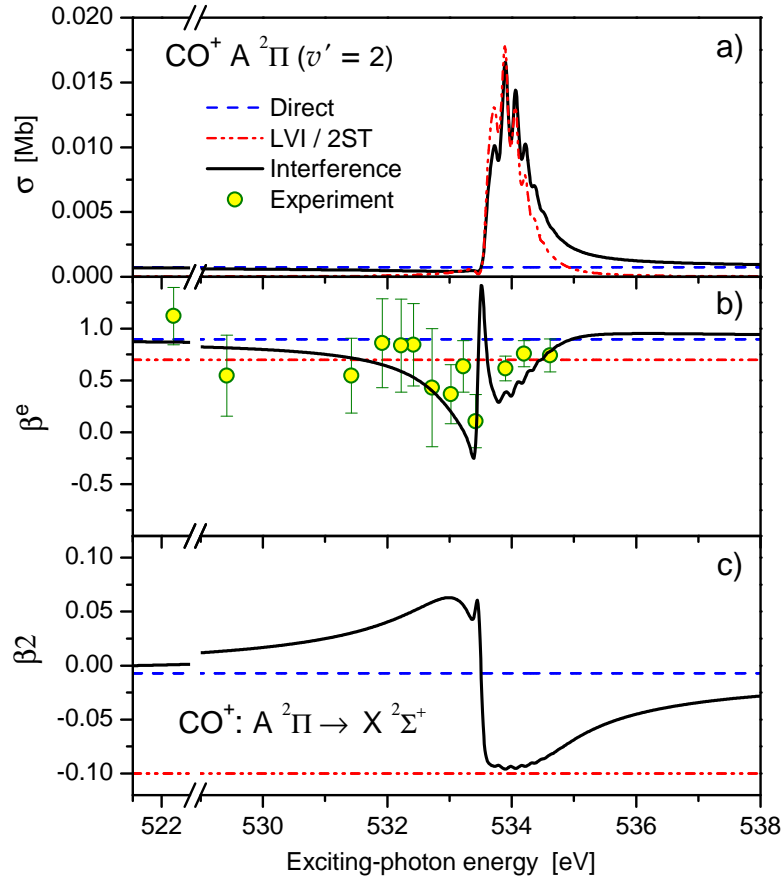 0.020
0.015
0.010
0.005
0.000
σ [Mb]
CO⁺ A ²Π (v′ = 2)
a)
Direct
LVI / 2ST
Interference
Experiment
1.0
0.5
0.0
-0.5
βᵉ
b)
0.10
0.05
0.00
-0.05
-0.10
β2
c)
CO⁺: A ²Π → X ²Σ⁺
522 530 532 534 536 538
Exciting-photon energy [eV]